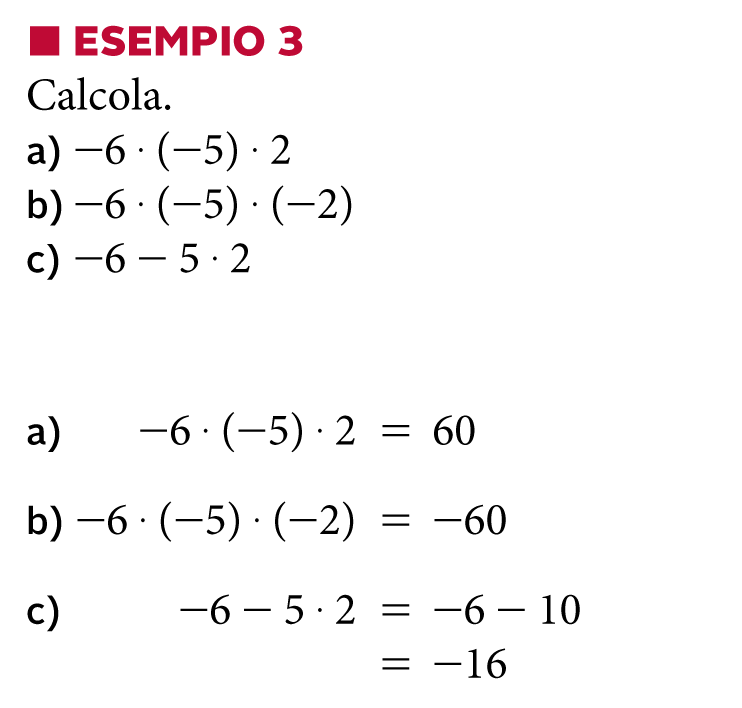 ■ ESEMPIO 3
Calcola.
a) −6 · (−5) · 2
b) −6 · (−5) · (−2)
c) −6 − 5 · 2
a) −6 · (−5) · 2 = 60
b) −6 · (−5) · (−2) = −60
c) −6 − 5 · 2 = −6 − 10
= −16